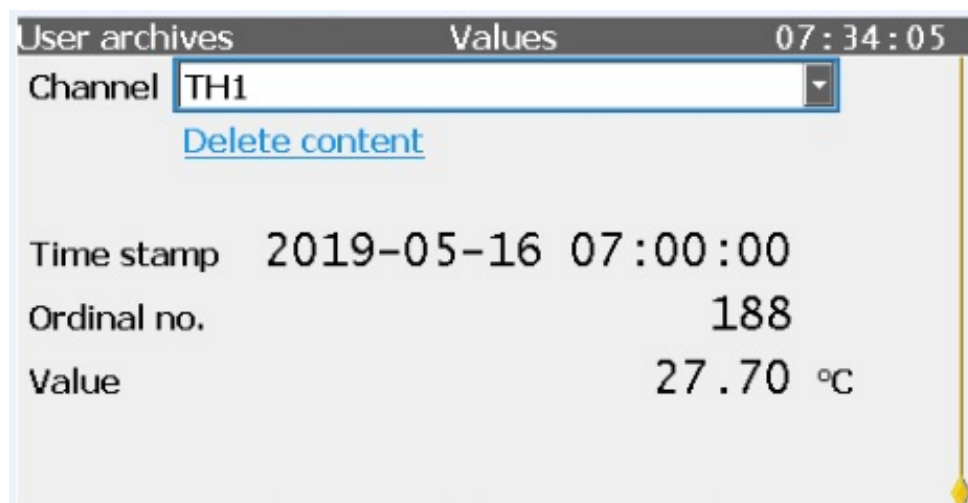 User archives Values 07:34:05
Channel TH1
Delete content
Time stamp 2019-05-16 07:00:00
Ordinal no. 188
Value 27.70 °C